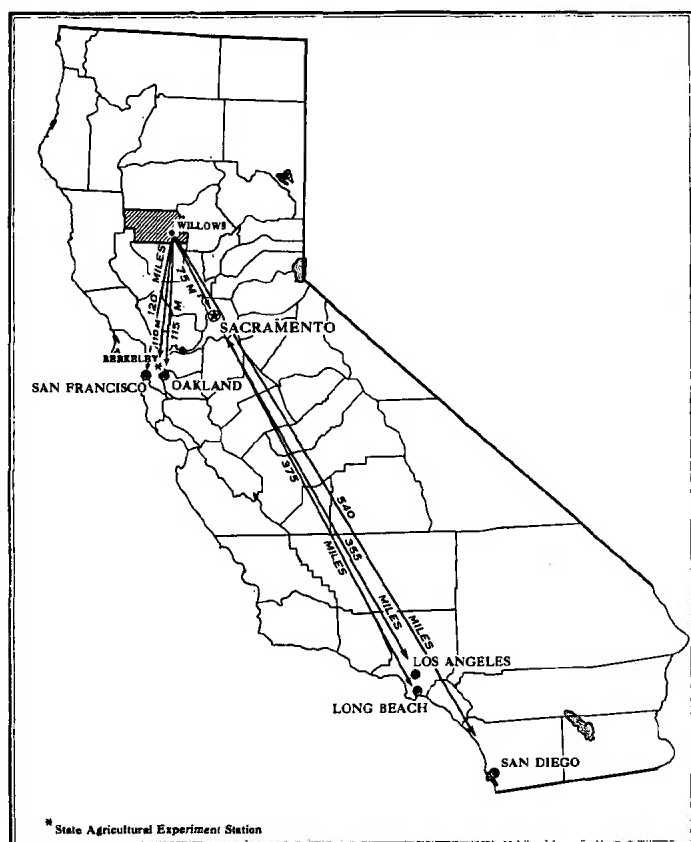 WILLOWS
120 MILES
110 M
115 M
75 M
SACRAMENTO
BERKELEY *
SAN FRANCISCO
OAKLAND
375 MILES
540 MILES
355 MILES
LOS ANGELES
LONG BEACH
SAN DIEGO
* State Agricultural Experiment Station